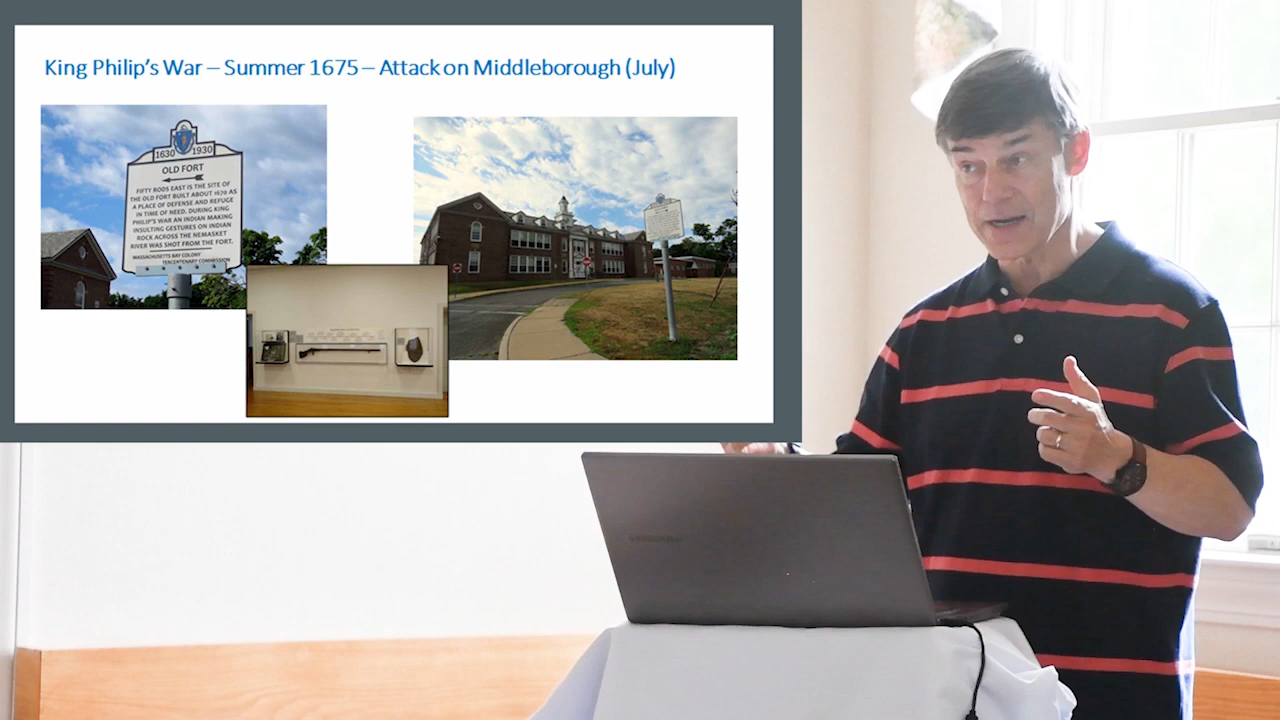 King Philip's War – Summer 1675 – Attack on Middleborough (July)
1630 1930
OLD FORT
FIFTY RODS EAST IS THE SITE OF
THE OLD FORT BUILT ABOUT 1670 AS
A PLACE OF DEFENSE AND REFUGE
IN TIME OF NEED. DURING KING
PHILIP'S WAR AN INDIAN MAKING
INSULTING GESTURES ON INDIAN
ROCK ACROSS THE NEMASKET
RIVER WAS SHOT FROM THE FORT.
MASSACHUSETTS BAY COLONY
TERCENTENARY COMMISSION